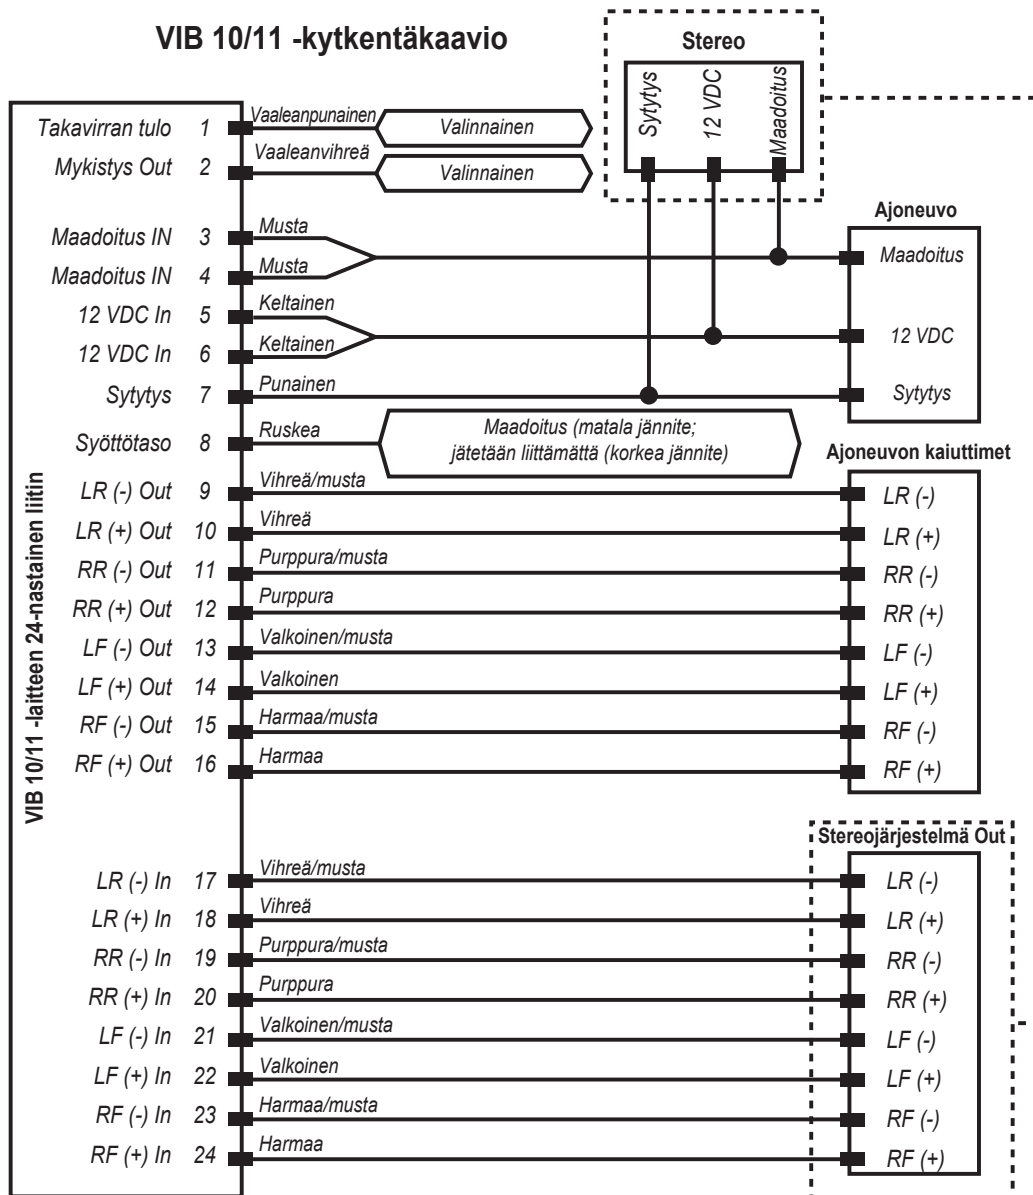 VIB 10/11 -kytkentäkaavio
Stereo
Sytytys
12 VDC
Maadoitus
Takavirran tulo 1 Vaaleanpunainen Valinnainen
Mykistys Out 2 Vaaleanvihreä Valinnainen
Ajoneuvo
Maadoitus IN 3 Musta
Maadoitus
Maadoitus IN 4 Musta
12 VDC In 5 Keltainen
12 VDC
12 VDC In 6 Keltainen
Sytytys 7 Punainen Sytytys
Syöttötaso 8 Ruskea
Maadoitus (matala jännite;
jätetään liittämättä (korkea jännite)
Ajoneuvon kaiuttimet
VIB 10/11 -laitteen 24-nastainen liitin
LR (-) Out 9 Vihreä/musta LR (-)
LR (+) Out 10 Vihreä LR (+)
RR (-) Out 11 Purppura/musta RR (-)
RR (+) Out 12 Purppura RR (+)
LF (-) Out 13 Valkoinen/musta LF (-)
LF (+) Out 14 Valkoinen LF (+)
RF (-) Out 15 Harmaa/musta RF (-)
RF (+) Out 16 Harmaa RF (+)
Stereojärjestelmä Out
LR (-) In 17 Vihreä/musta LR (-)
LR (+) In 18 Vihreä LR (+)
RR (-) In 19 Purppura/musta RR (-)
RR (+) In 20 Purppura RR (+)
LF (-) In 21 Valkoinen/musta LF (-)
LF (+) In 22 Valkoinen LF (+)
RF (-) In 23 Harmaa/musta RF (-)
RF (+) In 24 Harmaa RF (+)